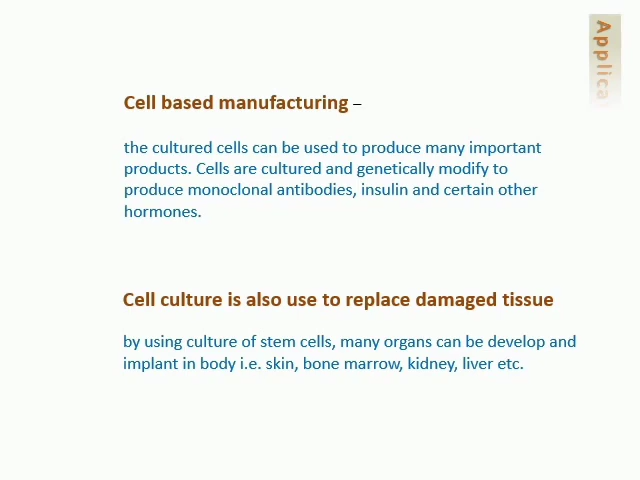 Applica
Cell based manufacturing –
the cultured cells can be used to produce many important
products. Cells are cultured and genetically modify to
produce monoclonal antibodies, insulin and certain other
hormones.
Cell culture is also use to replace damaged tissue
by using culture of stem cells, many organs can be develop and
implant in body i.e. skin, bone marrow, kidney, liver etc.